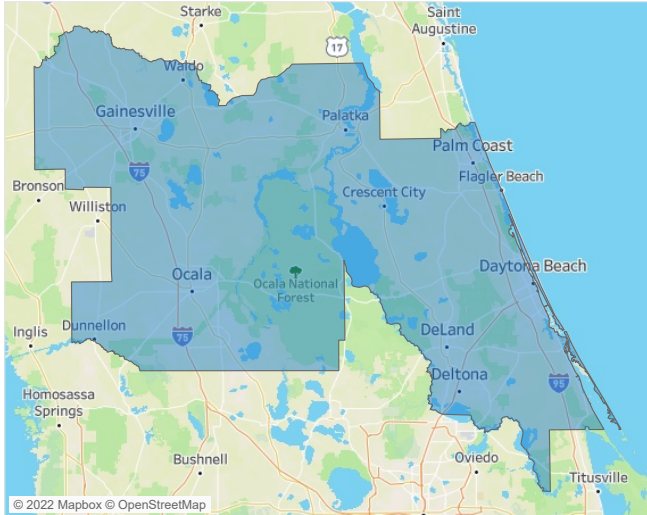 Starke
Saint
Augustine
17
Waldo
Gainesville
Palatka
Palm Coast
75
Flagler Beach
Bronson
Crescent City
Williston
Daytona Beach
Ocala
Ocala National
Forest
Dunnellon
Inglis
75
DeLand
95
Deltona
Homosassa
Springs
Bushnell
Oviedo
Titusville
© 2022 Mapbox © OpenStreetMap